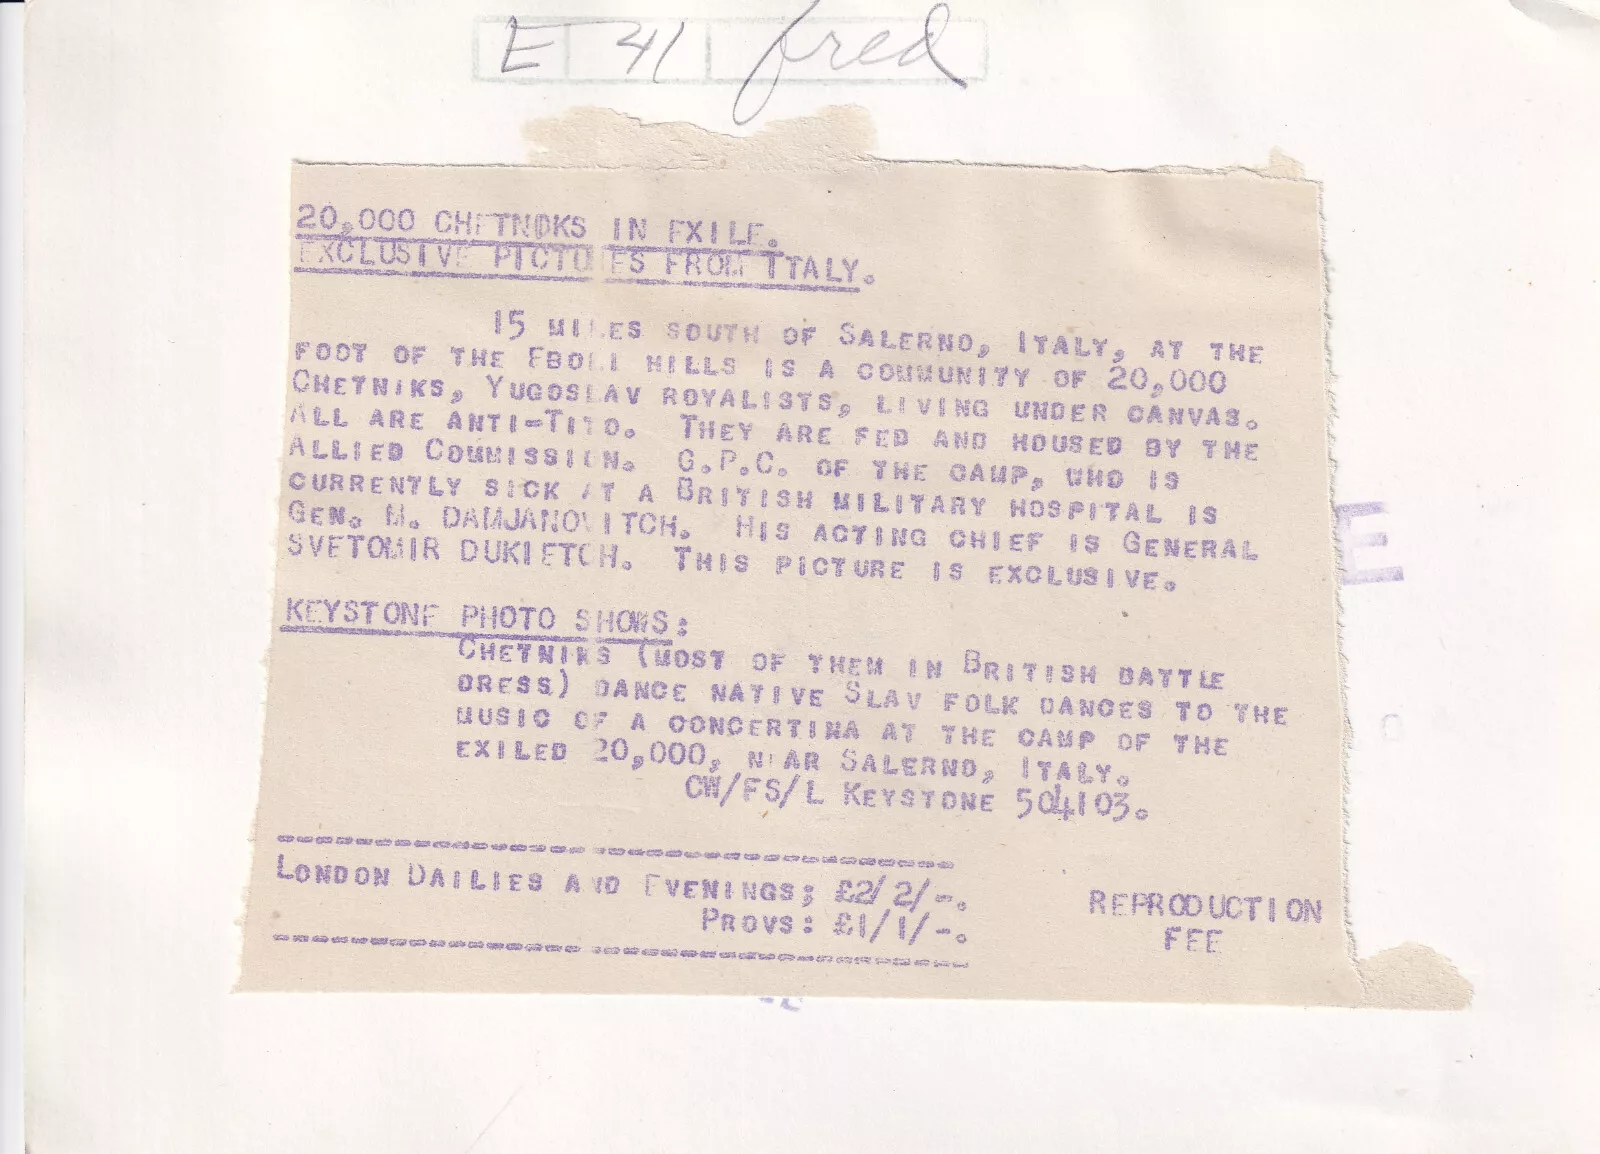 E 41 fred
20,000 CHETNIKS IN EXILE.
EXCLUSIVE PICTURES FROM ITALY.
15 MILES SOUTH OF SALERNO, ITALY, AT THE
FOOT OF THE EBOLI HILLS IS A COMMUNITY OF 20,000
CHETNIKS, YUGOSLAV ROYALISTS, LIVING UNDER CANVAS.
ALL ARE ANTI-TITO. THEY ARE FED AND HOUSED BY THE
ALLIED COMMISSION. G.P.C. OF THE CAMP, WHO IS
CURRENTLY SICK AT A BRITISH MILITARY HOSPITAL IS
GEN. M. DAMJANOVITCH. HIS ACTING CHIEF IS GENERAL
SVETOMIR DUKIETCH. THIS PICTURE IS EXCLUSIVE.
E
KEYSTONE PHOTO SHOWS:
CHETNIKS (MOST OF THEM IN BRITISH BATTLE
DRESS) DANCE NATIVE SLAV FOLK DANCES TO THE
MUSIC OF A CONCERTINA AT THE CAMP OF THE
EXILED 20,000, NEAR SALERNO, ITALY.
CW/FS/L KEYSTONE 504103.
LONDON DAILIES AND EVENINGS; £2/2/-.
PROVS: £1/1/-.
REPRODUCTION
FEE